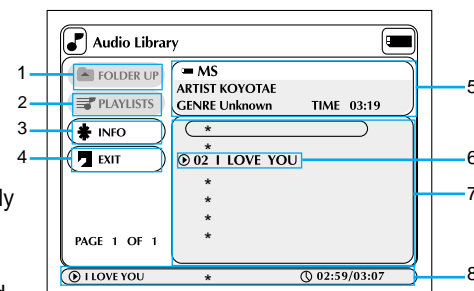 Audio Library
1 FOLDER UP
MS
ARTIST KOYOTAE
2 PLAYLISTS
GENRE Unknown TIME 03:19
5
3 INFO
*
*
4 EXIT
02 I LOVE YOU
6
*
7
*
*
PAGE 1 OF 1
*
I LOVE YOU * 02:59/03:07
8
ly